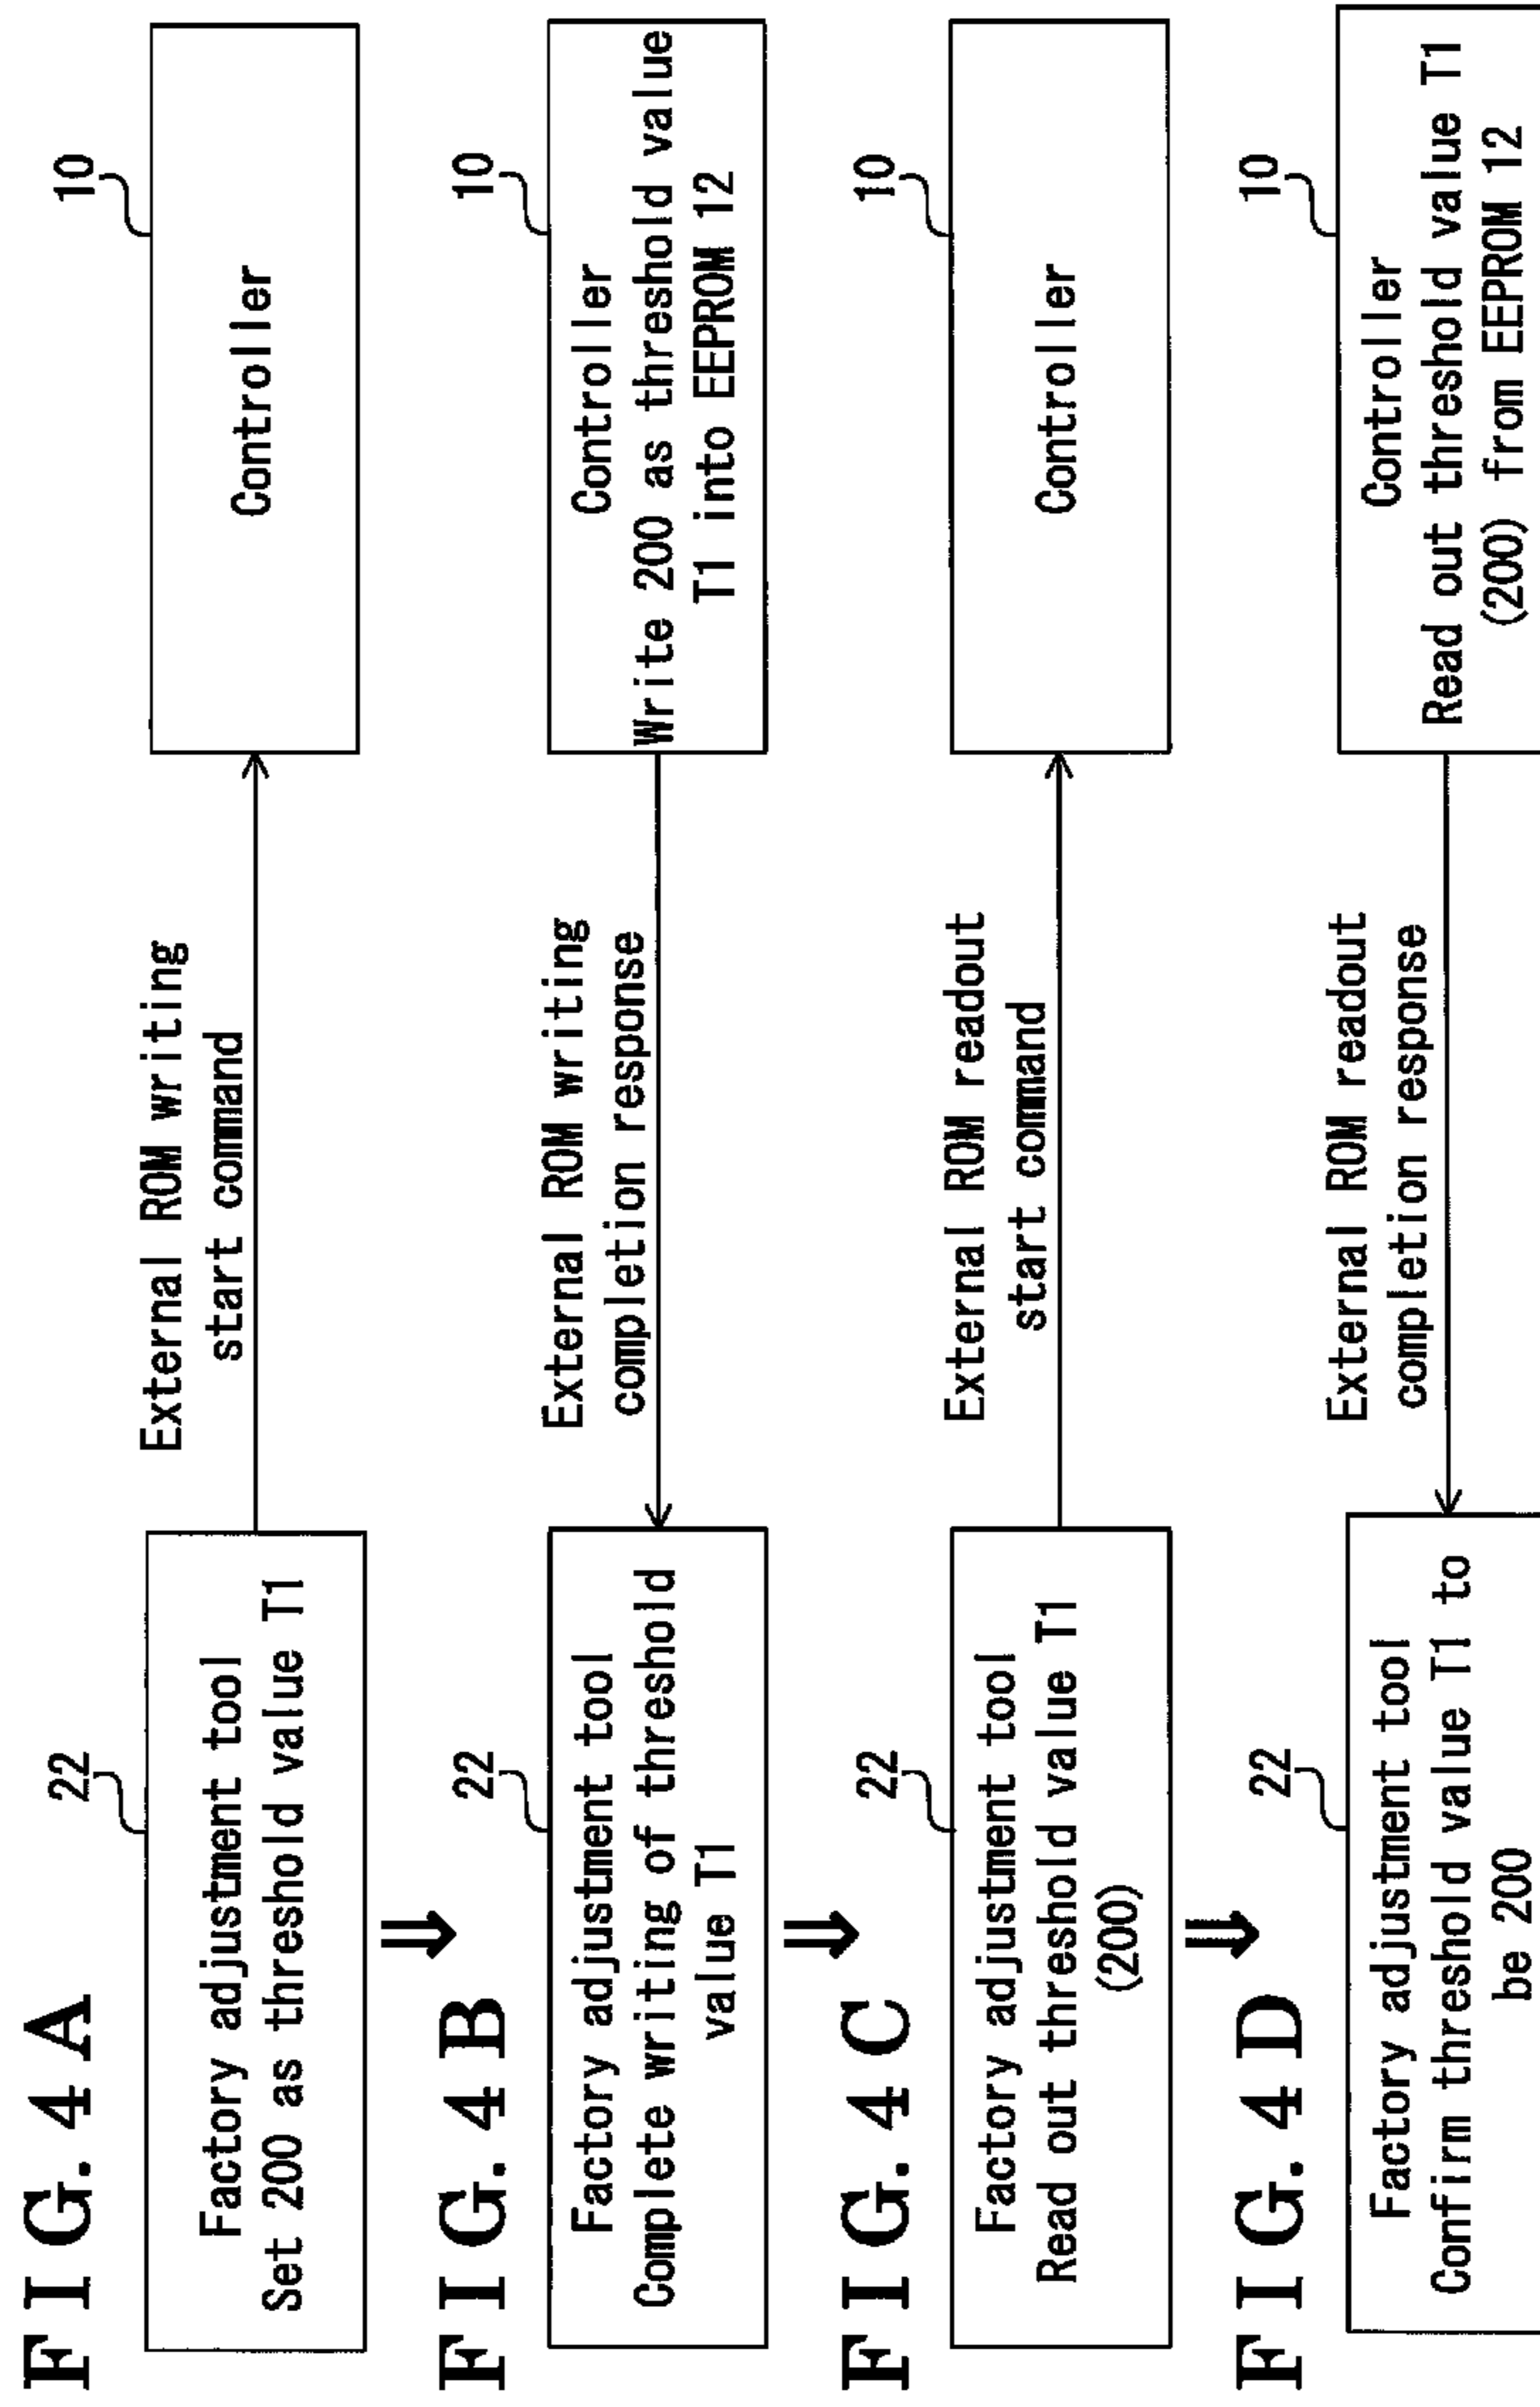 FIG. 4A
22
Factory adjustment tool
Set 200 as threshold value T1
External ROM writing
start command
10
Controller
⇒
FIG. 4B
22
Factory adjustment tool
Complete writing of threshold
value T1
External ROM writing
completion response
10
Controller
Write 200 as threshold value
T1 into EEPROM 12
⇒
FIG. 4C
22
Factory adjustment tool
Read out threshold value T1
(200)
External ROM readout
start command
10
Controller
⇒
FIG. 4D
22
Factory adjustment tool
Confirm threshold value T1 to
be 200
External ROM readout
completion response
10
Controller
Read out threshold value T1
(200) from EEPROM 12